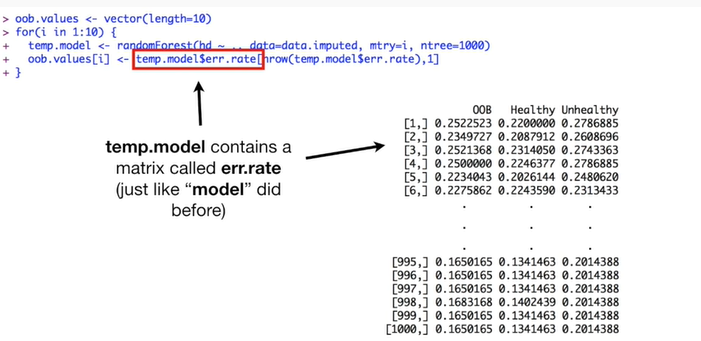 > oob.values <- vector(length=10)
> for(i in 1:10) {
+ temp.model <- randomForest(hd ~ ., data=data.imputed, mtry=i, ntree=1000)
+ oob.values[i] <- temp.model$err.rate[nrow(temp.model$err.rate),1]
+ }
temp.model contains a
matrix called err.rate
(just like “model” did
before)
OOB Healthy Unhealthy
[1,] 0.2522523 0.2200000 0.2786885
[2,] 0.2349727 0.2087912 0.2608696
[3,] 0.2521368 0.2314050 0.2743363
[4,] 0.2500000 0.2246377 0.2786885
[5,] 0.2234043 0.2026144 0.2480620
[6,] 0.2275862 0.2243590 0.2313433
. . .
. . .
. . .
[995,] 0.1650165 0.1341463 0.2014388
[996,] 0.1650165 0.1341463 0.2014388
[997,] 0.1650165 0.1341463 0.2014388
[998,] 0.1683168 0.1402439 0.2014388
[999,] 0.1650165 0.1341463 0.2014388
[1000,] 0.1650165 0.1341463 0.2014388